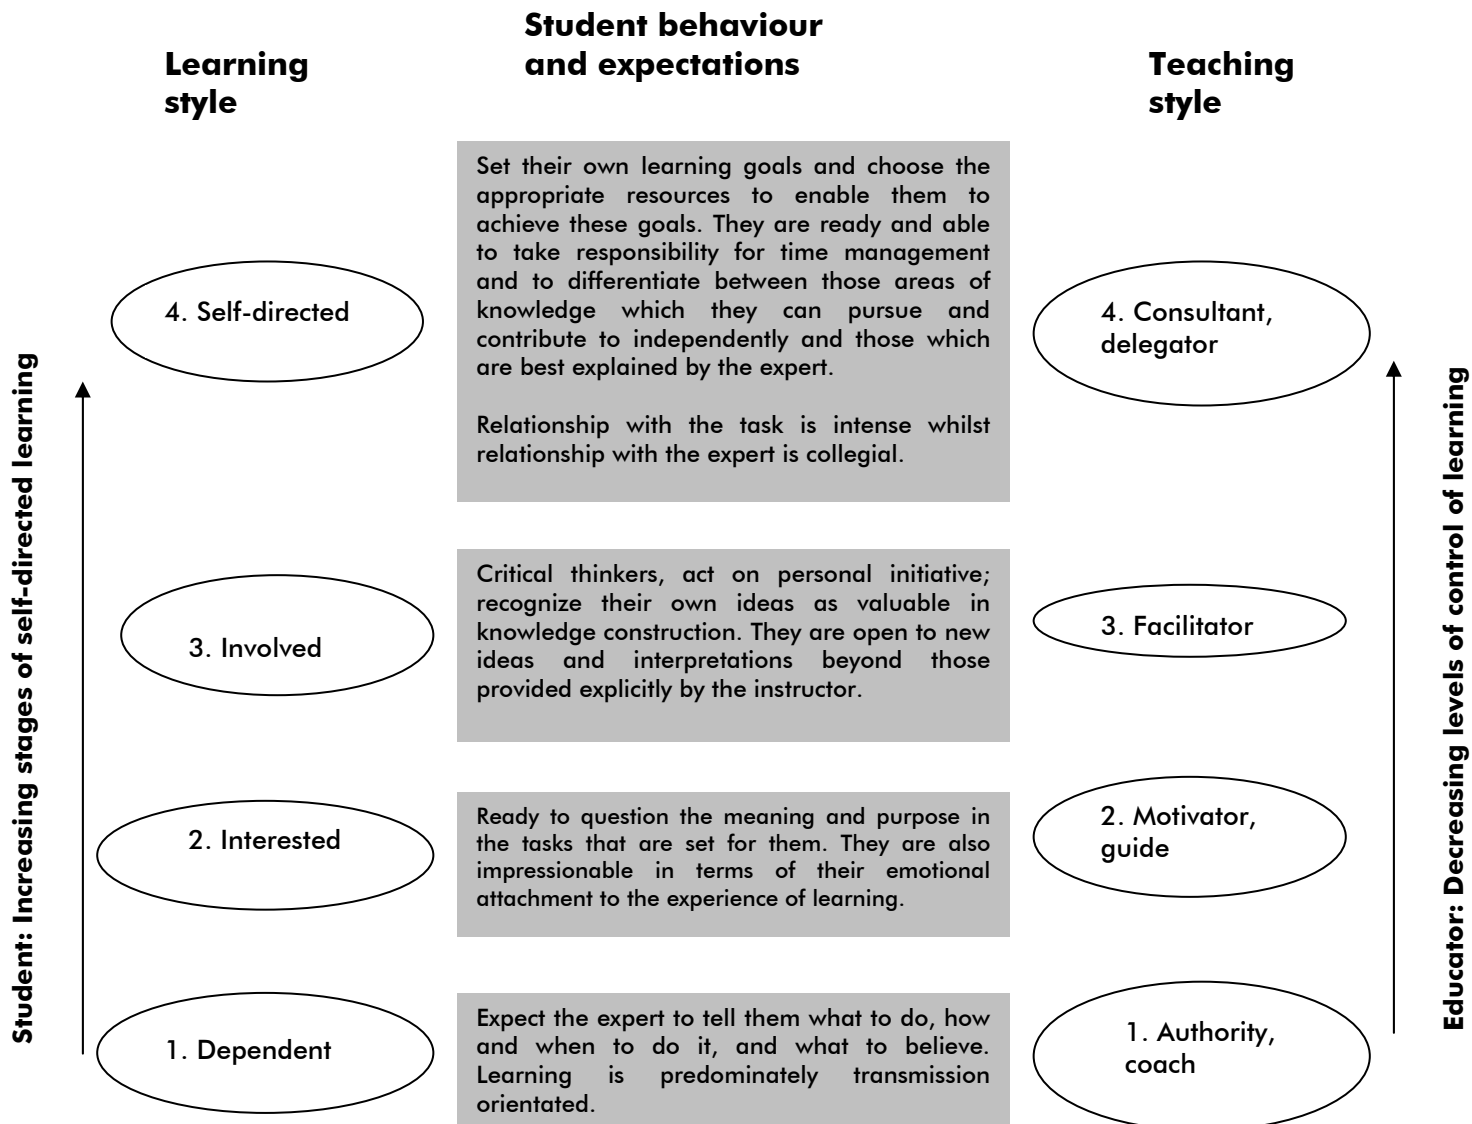 Learning
style
Student behaviour
and expectations
Teaching
style
Student: Increasing stages of self-directed learning
4. Self-directed
Set their own learning goals and choose the
appropriate resources to enable them to
achieve these goals. They are ready and able
to take responsibility for time management
and to differentiate between those areas of
knowledge which they can pursue and
contribute to independently and those which
are best explained by the expert.
Relationship with the task is intense whilst
relationship with the expert is collegial.
4. Consultant,
delegator
3. Involved
Critical thinkers, act on personal initiative;
recognize their own ideas as valuable in
knowledge construction. They are open to new
ideas and interpretations beyond those
provided explicitly by the instructor.
3. Facilitator
2. Interested
Ready to question the meaning and purpose in
the tasks that are set for them. They are also
impressionable in terms of their emotional
attachment to the experience of learning.
2. Motivator,
guide
1. Dependent
Expect the expert to tell them what to do, how
and when to do it, and what to believe.
Learning is predominately transmission
orientated.
1. Authority,
coach
Educator: Decreasing levels of control of learning